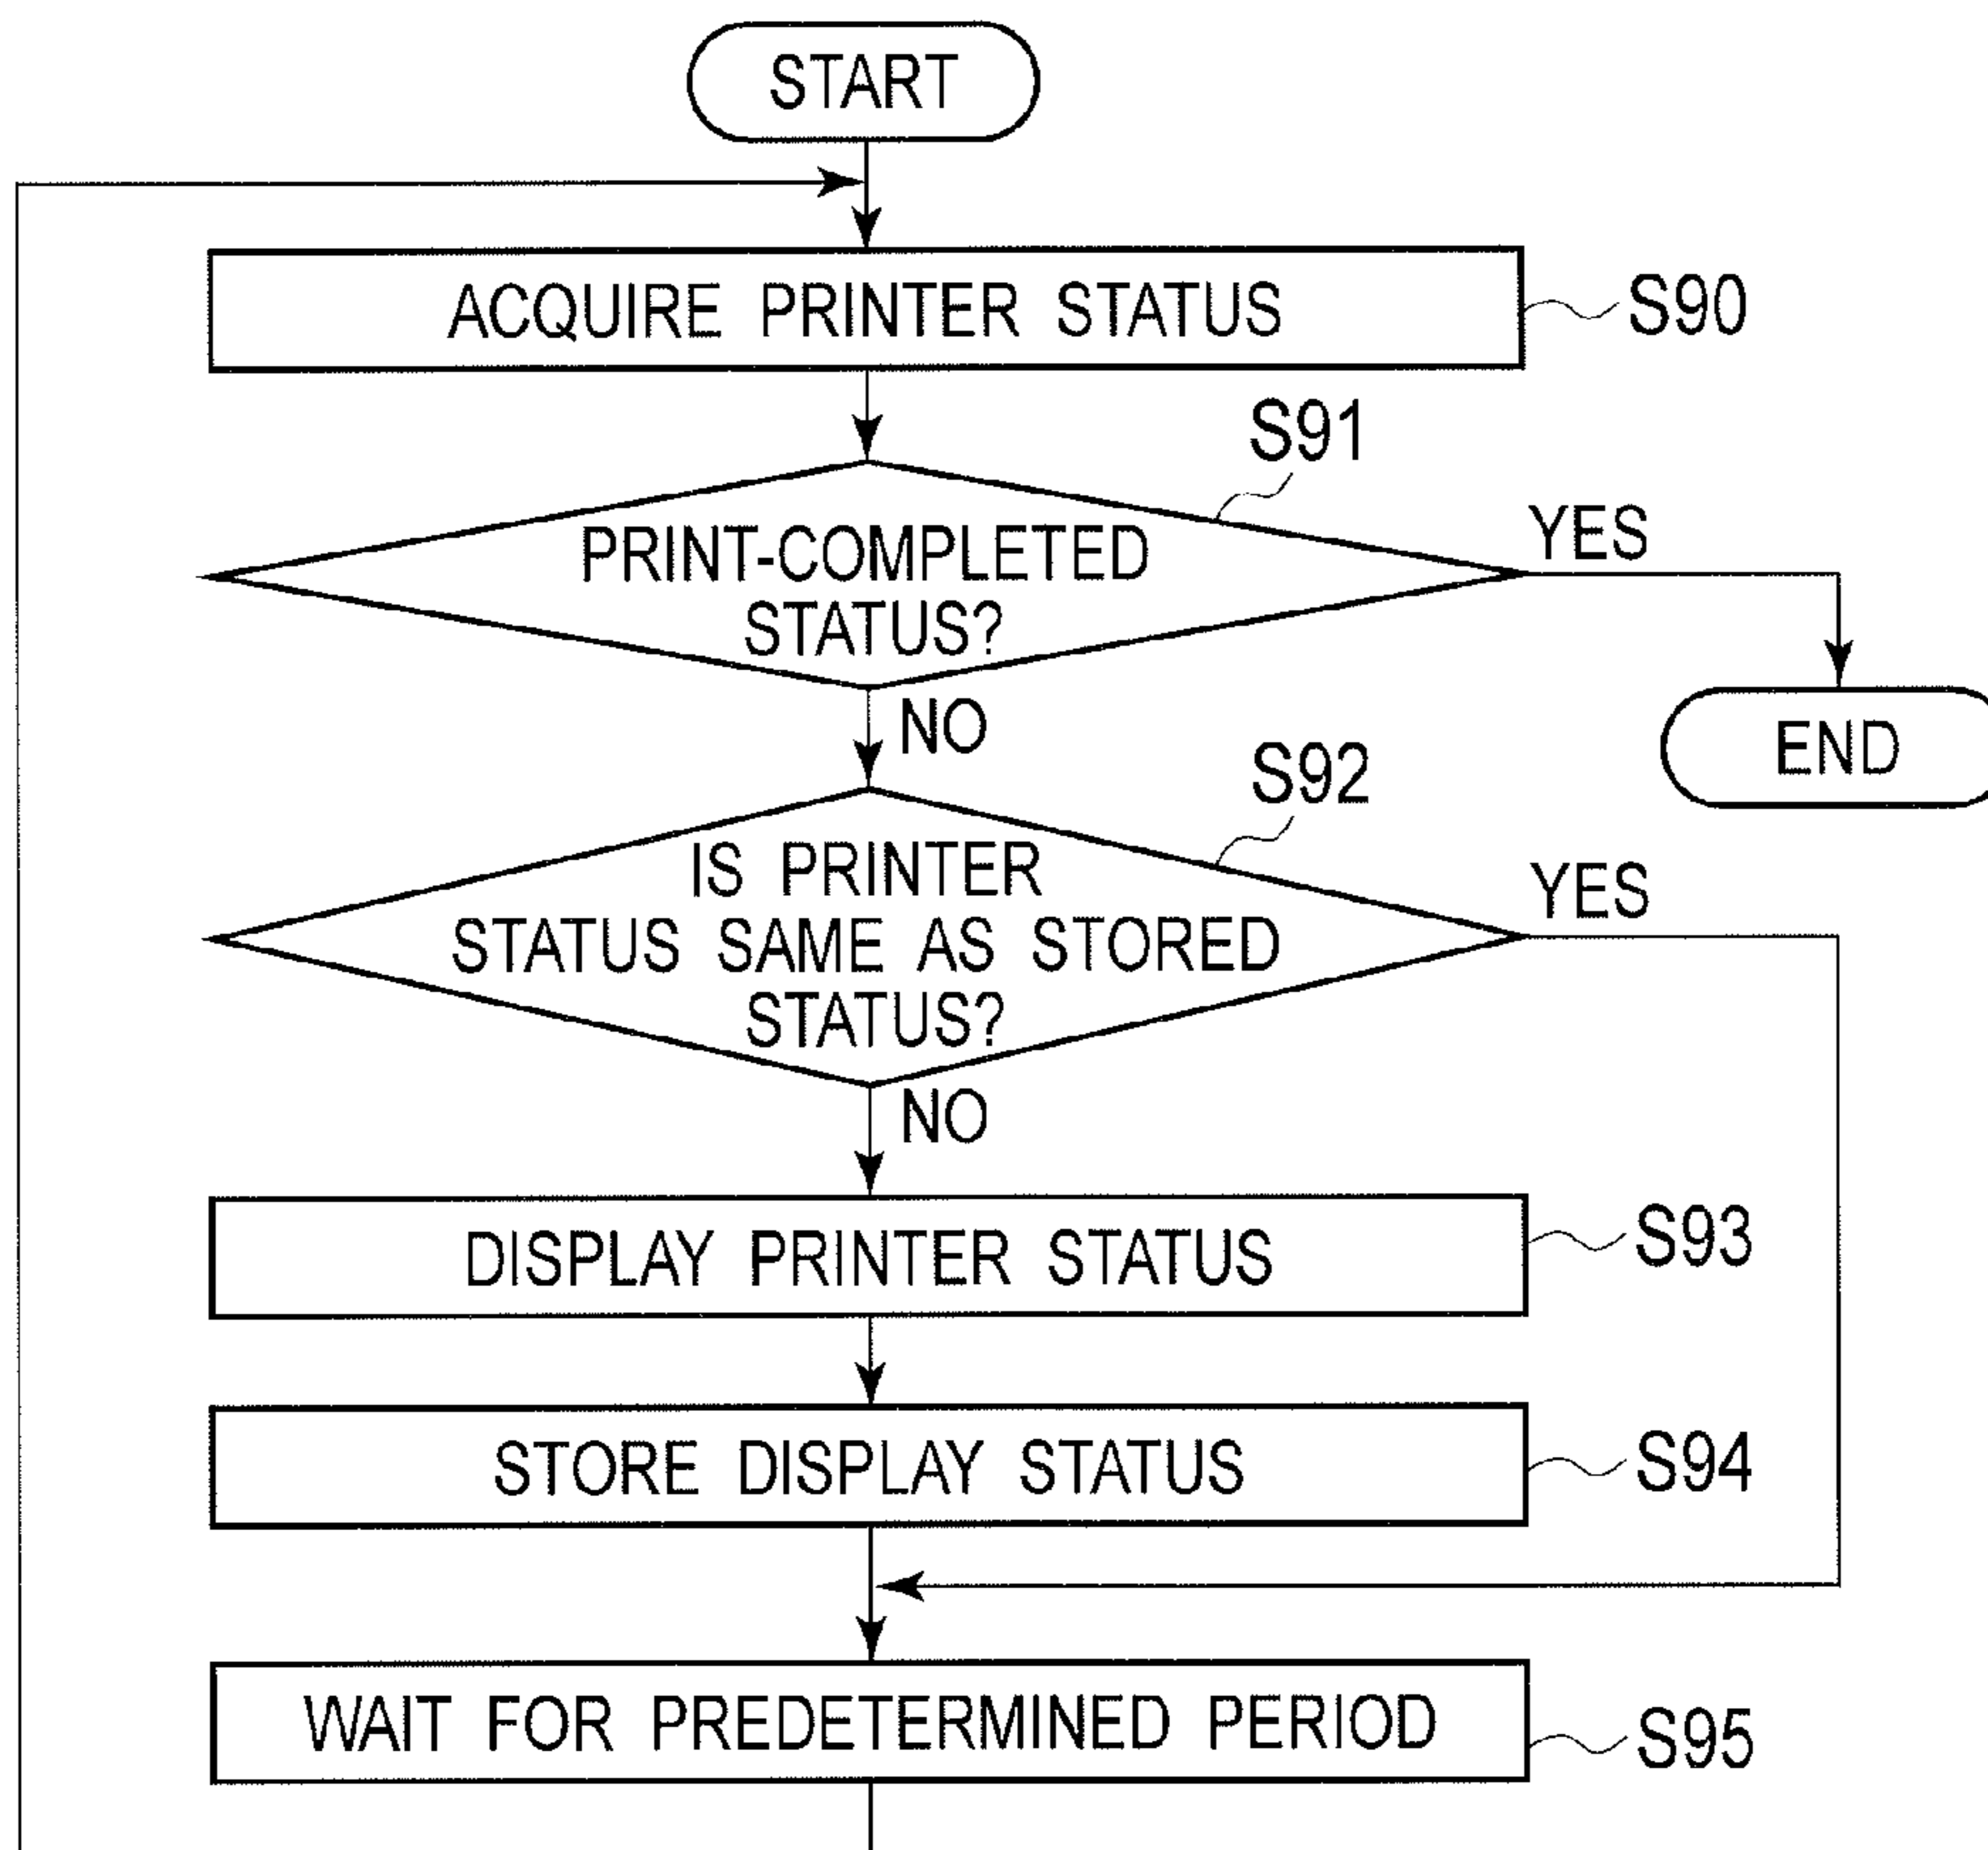 START
ACQUIRE PRINTER STATUS
S90
S91
PRINT-COMPLETED
STATUS?
YES
NO
END
S92
IS PRINTER
STATUS SAME AS STORED
STATUS?
YES
NO
DISPLAY PRINTER STATUS
S93
STORE DISPLAY STATUS
S94
WAIT FOR PREDETERMINED PERIOD
S95